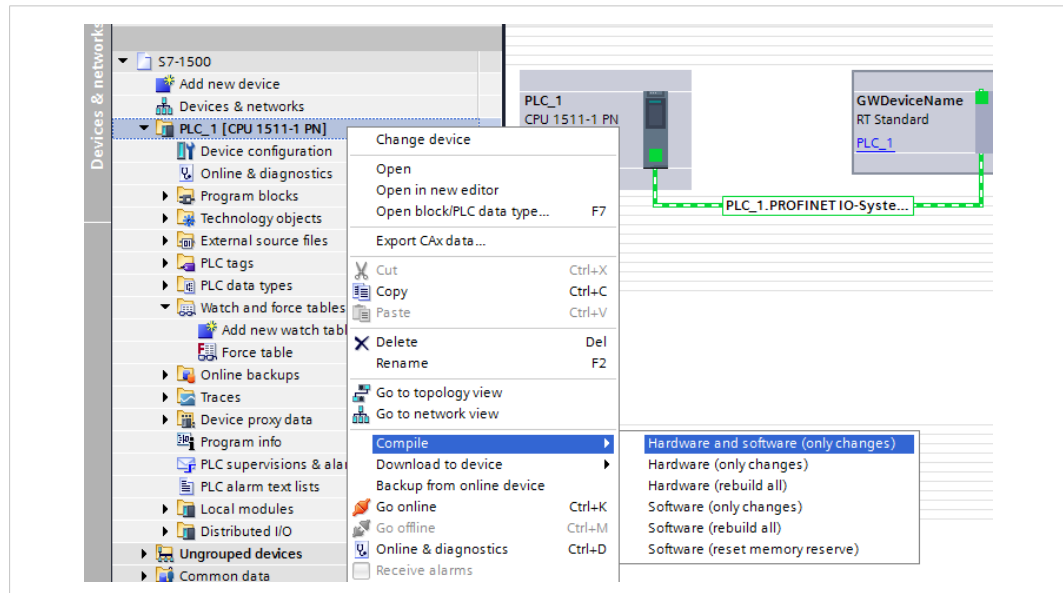 Devices & networks
S7-1500
Add new device
Devices & networks
PLC_1 [CPU 1511-1 PN]
Device configuration
Online & diagnostics
Program blocks
Technology objects
External source files
PLC tags
PLC data types
Watch and force tables
Add new watch tabl
Force table
Online backups
Traces
Device proxy data
Program info
PLC supervisions & alar
PLC alarm text lists
Local modules
Distributed I/O
Ungrouped devices
Common data
Change device
Open
Open in new editor
Open block/PLC data type... F7
Export CAx data...
Cut Ctrl+X
Copy Ctrl+C
Paste Ctrl+V
Delete Del
Rename F2
Go to topology view
Go to network view
Compile
Download to device
Backup from online device
Go online Ctrl+K
Go offline Ctrl+M
Online & diagnostics Ctrl+D
Receive alarms
Hardware and software (only changes)
Hardware (only changes)
Hardware (rebuild all)
Software (only changes)
Software (rebuild all)
Software (reset memory reserve)
PLC_1
CPU 1511-1 PN
GWDeviceName
RT Standard
PLC_1
PLC_1.PROFINET IO-Syste...